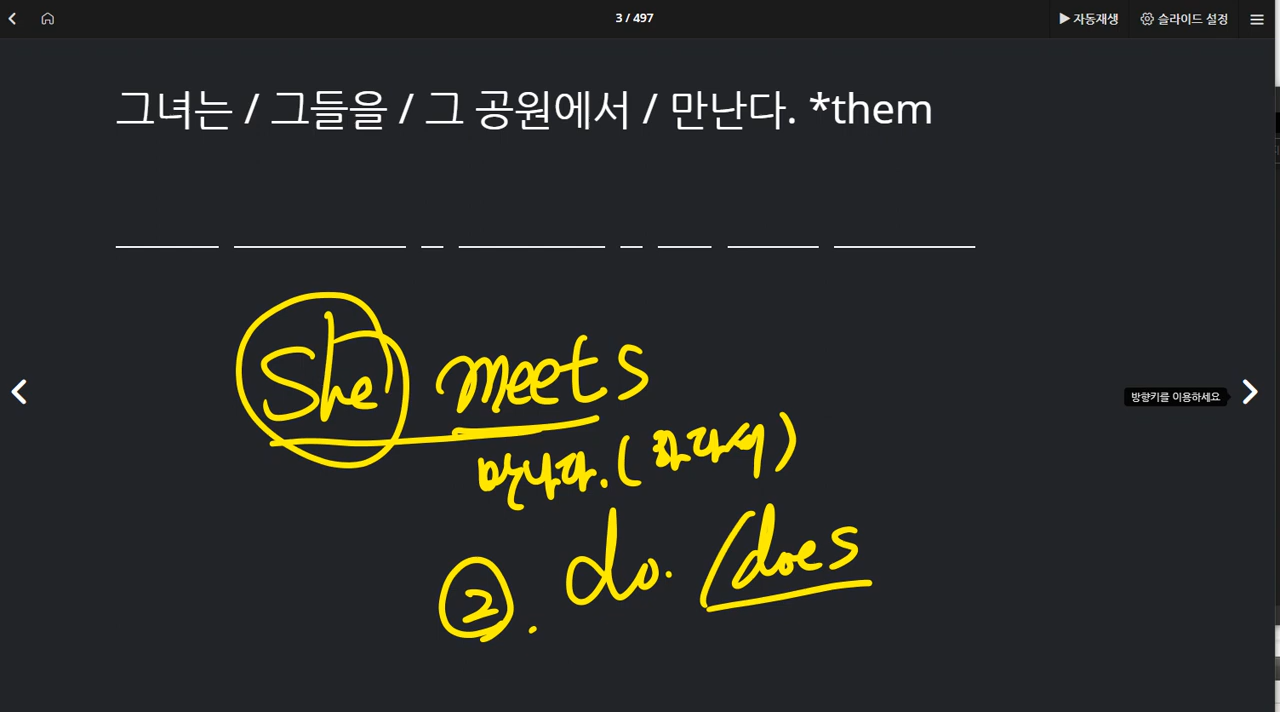 3 / 497
▶ 자동재생
슬라이드 설정
그녀는 / 그들을 / 그 공원에서 / 만난다. *them
She meets
방향키를 이용하세요
만나다.(
② . do. /does